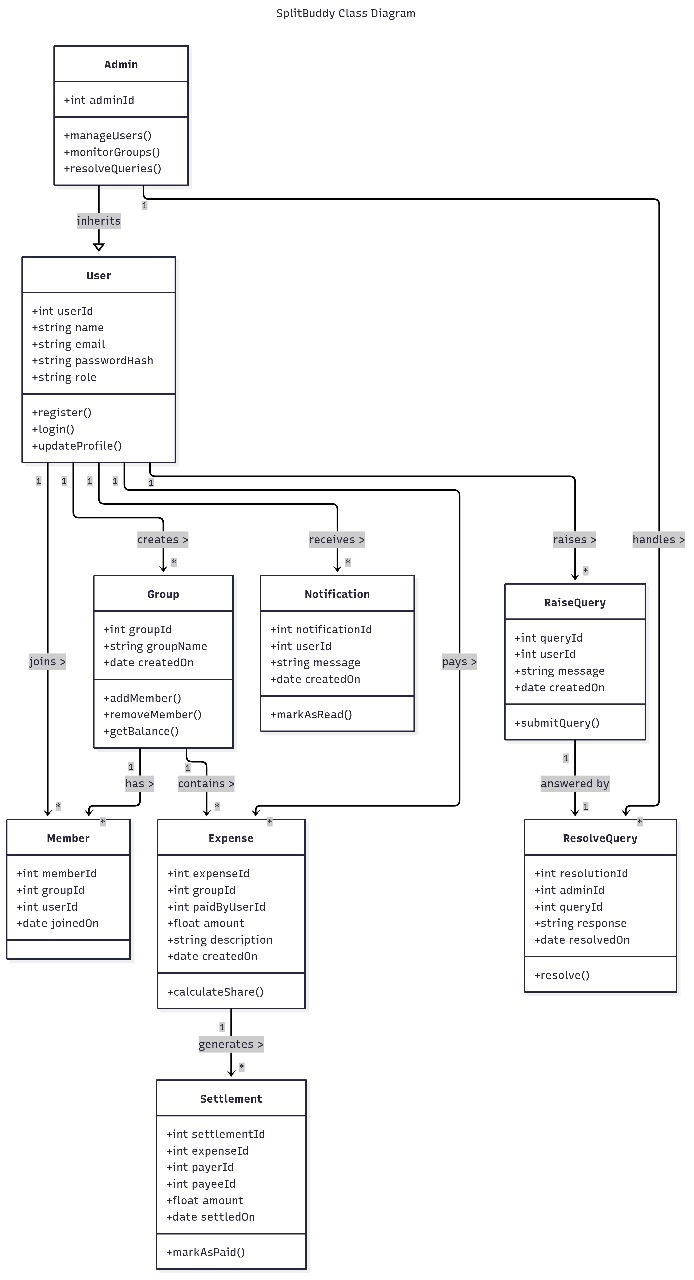 SplitBuddy Class Diagram
Admin
+int adminId
+manageUsers()
+monitorGroups()
+resolveQueries()
1
inherits
User
+int userId
+string name
+string email
+string passwordHash
+string role
+register()
+login()
+updateProfile()
1
1
1
1
1
creates >
receives >
raises >
handles >
*
*
*
Group
+int groupId
+string groupName
+date createdOn
+addMember()
+removeMember()
+getBalance()
Notification
+int notificationId
+int userId
+string message
+date createdOn
+markAsRead()
RaiseQuery
+int queryId
+int userId
+string message
+date createdOn
+submitQuery()
joins >
pays >
1
1
1
has >
contains >
answered by
*
*
*
*
1
*
Member
+int memberId
+int groupId
+int userId
+date joinedOn
Expense
+int expenseId
+int groupId
+int paidByUserId
+float amount
+string description
+date createdOn
+calculateShare()
ResolveQuery
+int resolutionId
+int adminId
+int queryId
+string response
+date resolvedOn
+resolve()
1
generates >
*
Settlement
+int settlementId
+int expenseId
+int payerId
+int payeeId
+float amount
+date settledOn
+markAsPaid()